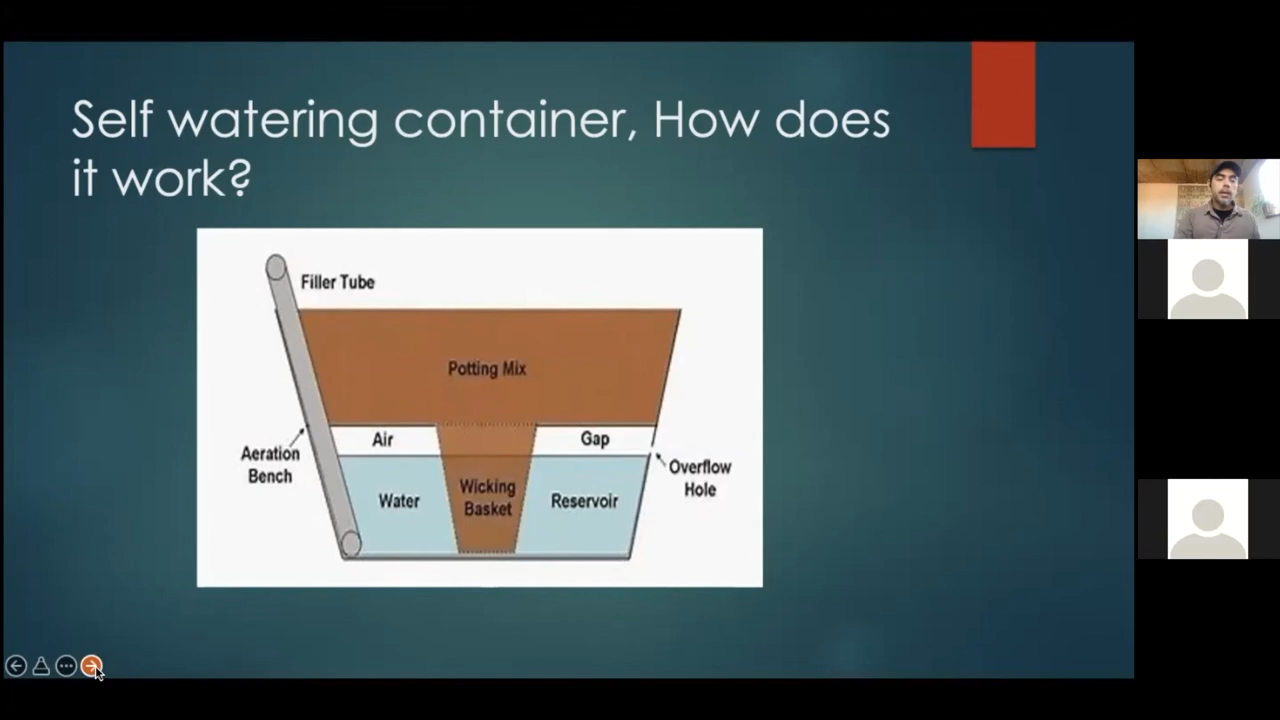 Self watering container, How does
it work?
Filler Tube
Potting Mix
Air
Gap
Aeration
Bench
Water
Wicking
Basket
Reservoir
Overflow
Hole